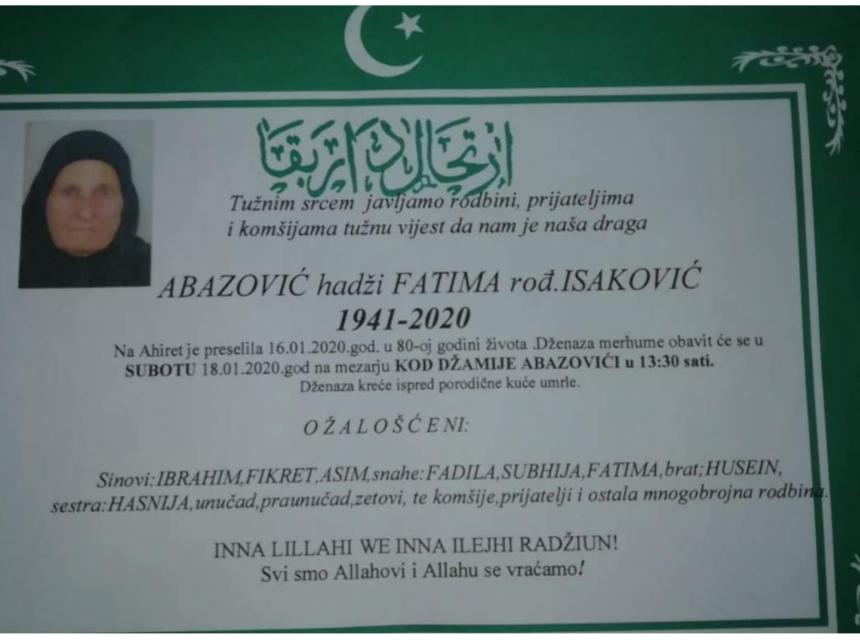 ارتحال دار بقا
Tužnim srcem javljamo rodbini, prijateljima
i komšijama tužnu vijest da nam je naša draga
ABAZOVIĆ hadži FATIMA rođ.ISAKOVIĆ
1941-2020
Na Ahiret je preselila 16.01.2020.god. u 80-oj godini života .Dženaza merhume obavit će se u
SUBOTU 18.01.2020.god na mezarju KOD DŽAMIJE ABAZOVIĆI u 13:30 sati.
Dženaza kreće ispred porodične kuće umrle.
OŽALOŠĆENI:
Sinovi:IBRAHIM,FIKRET,ASIM,snahe:FADILA,SUBHIJA,FATIMA,brat;HUSEIN,
sestra:HASNIJA,unučad,praunučad,zetovi, te komšije,prijatelji i ostala mnogobrojna rodbina.
INNA LILLAHI WE INNA ILEJHI RADŽIUN!
Svi smo Allahovi i Allahu se vraćamo!